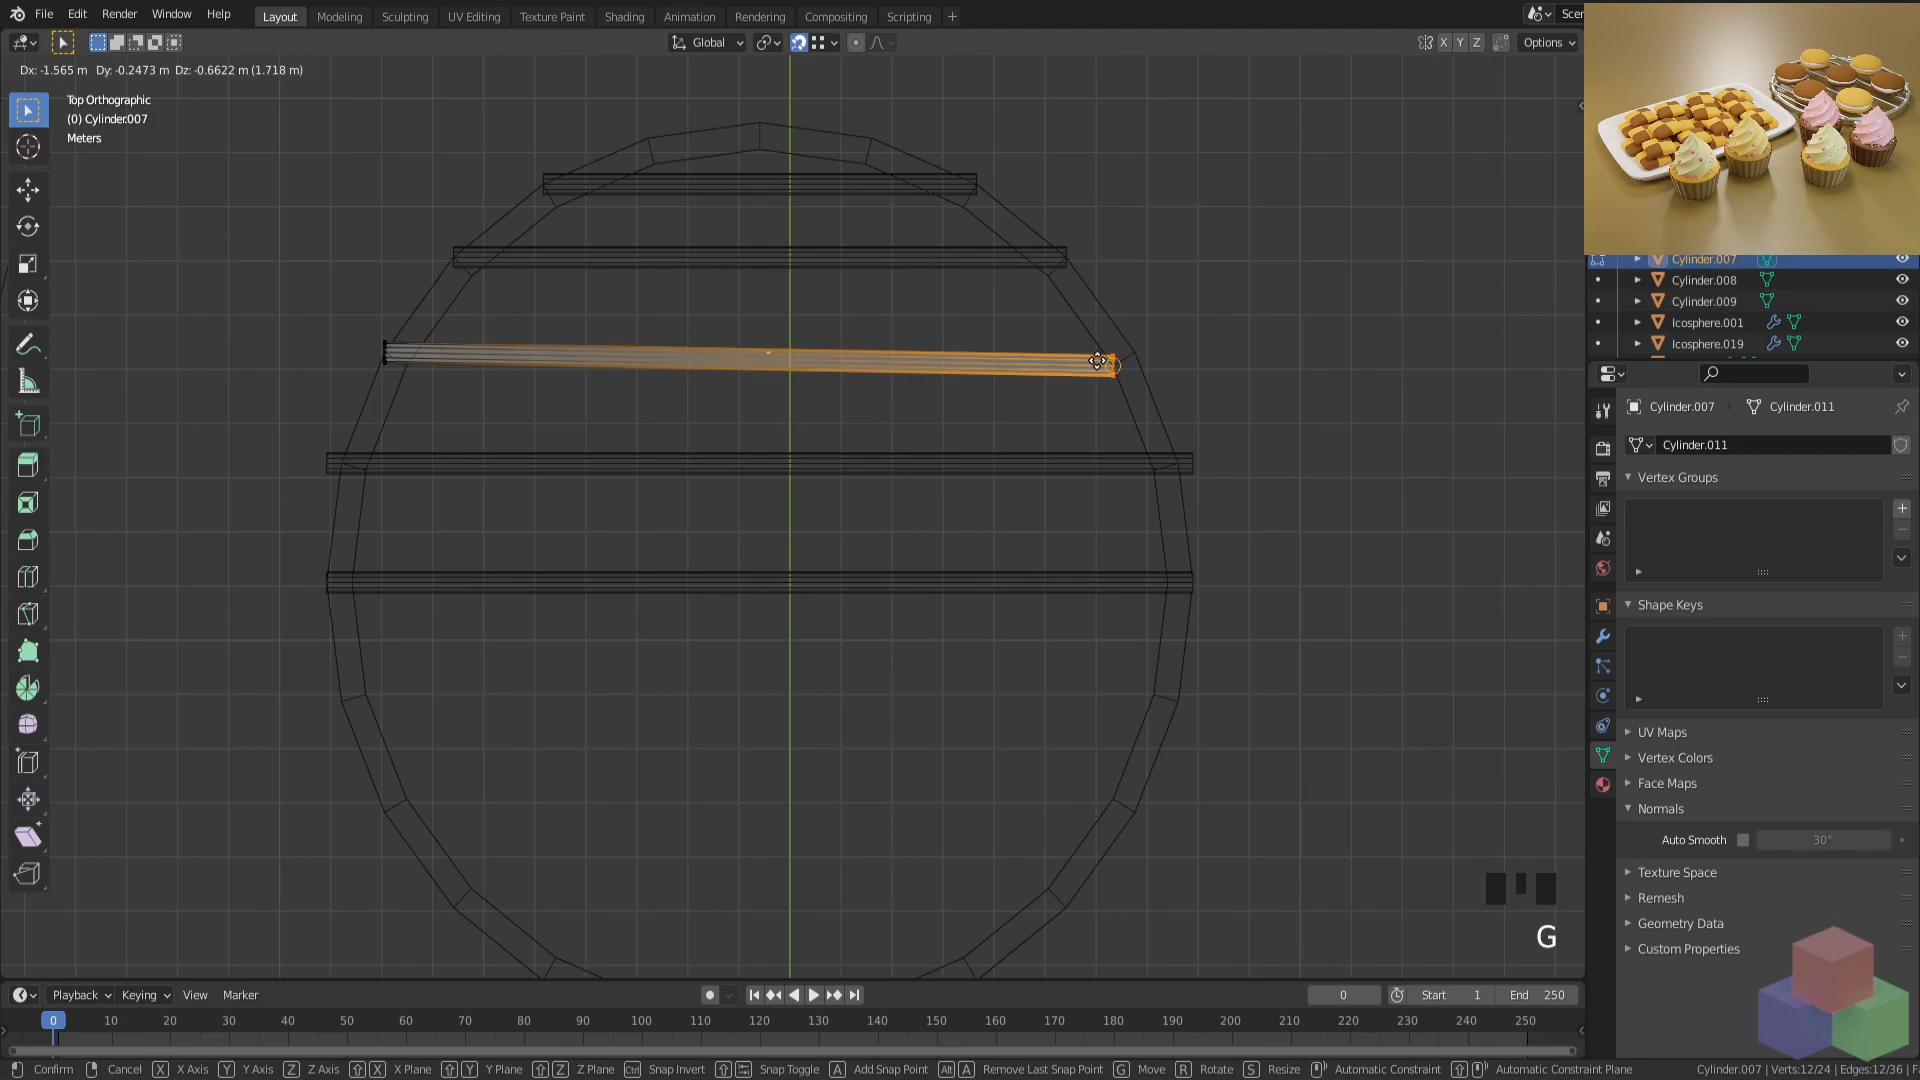 File Edit Render Window Help
Layout Modeling Sculpting UV Editing Texture Paint Shading Animation Rendering Compositing Scripting +
Scer
Global X Y Z Options
Dx: -1.565 m Dy: -0.2473 m Dz: -0.6622 m (1.718 m)
Top Orthographic
(0) Cylinder.007
Meters
Cylinder.007
Cylinder.008
Cylinder.009
Icosphere.001
Icosphere.019
Cylinder.007 Cylinder.011
Cylinder.011
Vertex Groups
Shape Keys
UV Maps
Vertex Colors
Face Maps
Normals
Auto Smooth 30°
Texture Space
Remesh
Geometry Data
Custom Properties
G
Playback Keying View Marker
0 Start 1 End 250
0 10 20 30 40 50 60 70 80 90 100 110 120 130 140 150 160 170 180 190 200 210 220 230 240 250
Confirm Cancel X X Axis Y Y Axis Z Z Axis X X Plane Y Y Plane Z Z Plane Ctrl Snap Invert Snap Toggle A Add Snap Point Alt A Remove Last Snap Point G Move R Rotate S Resize Automatic Constraint Automatic Constraint Plane Cylinder.007 | Verts:12/24 | Edges:12/36 | F